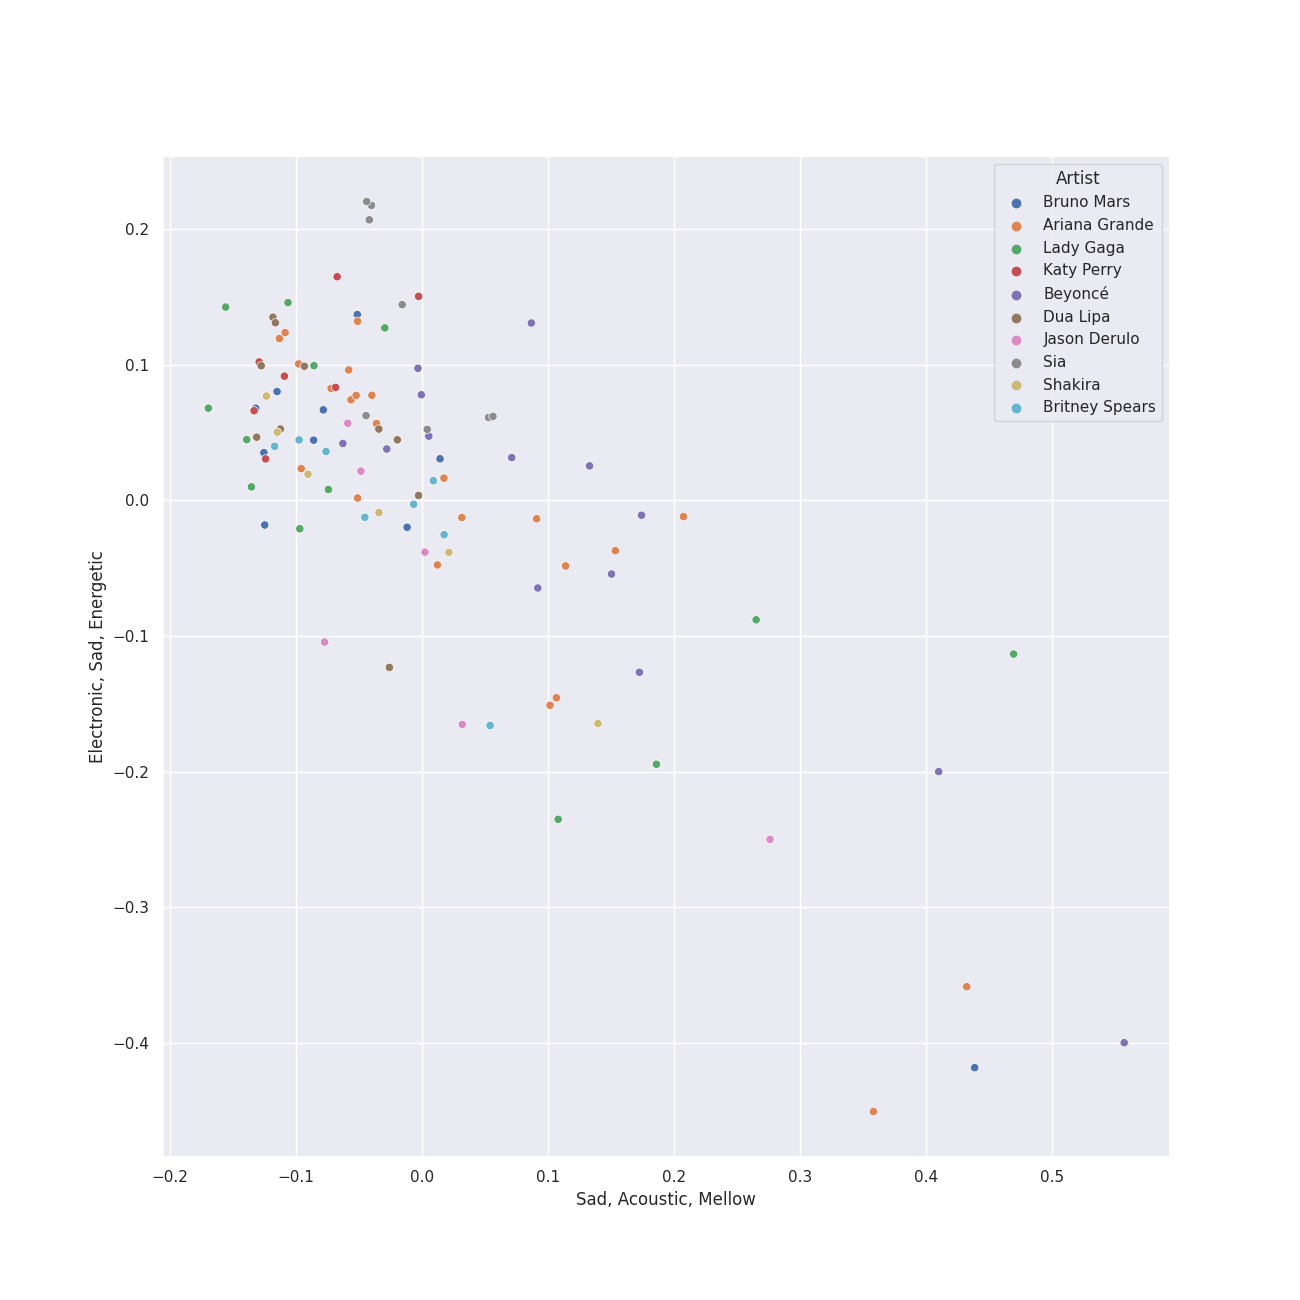 Artist
Bruno Mars
Ariana Grande
Lady Gaga
Katy Perry
Beyoncé
Dua Lipa
Jason Derulo
Sia
Shakira
Britney Spears
0.2
0.1
0.0
−0.1
−0.2
−0.3
−0.4
Electronic, Sad, Energetic
−0.2 −0.1 0.0 0.1 0.2 0.3 0.4 0.5
Sad, Acoustic, Mellow